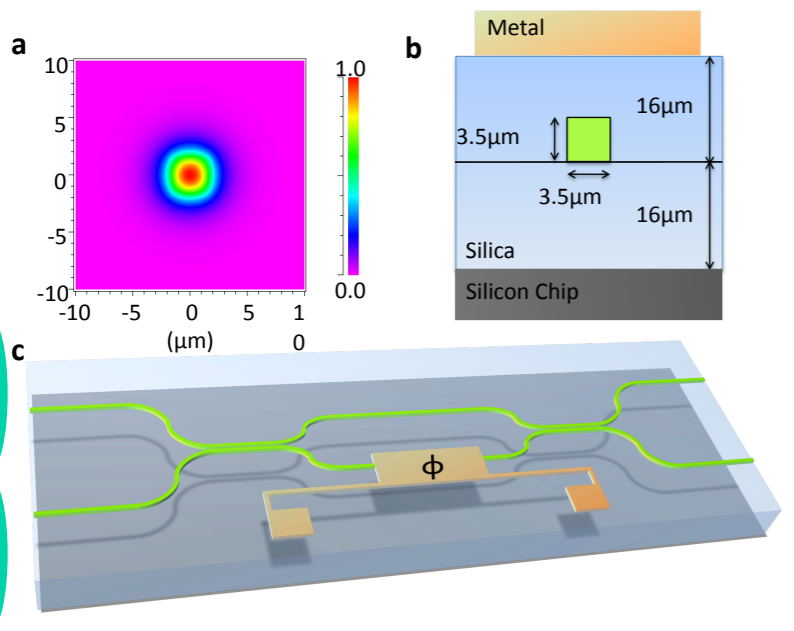 a
10
5
0
-5
-10
-10 -5 0 5 1
0
(μm)
1.0
0.0
b
Metal
16μm
3.5μm
3.5μm
16μm
Silica
Silicon Chip
c
ϕ